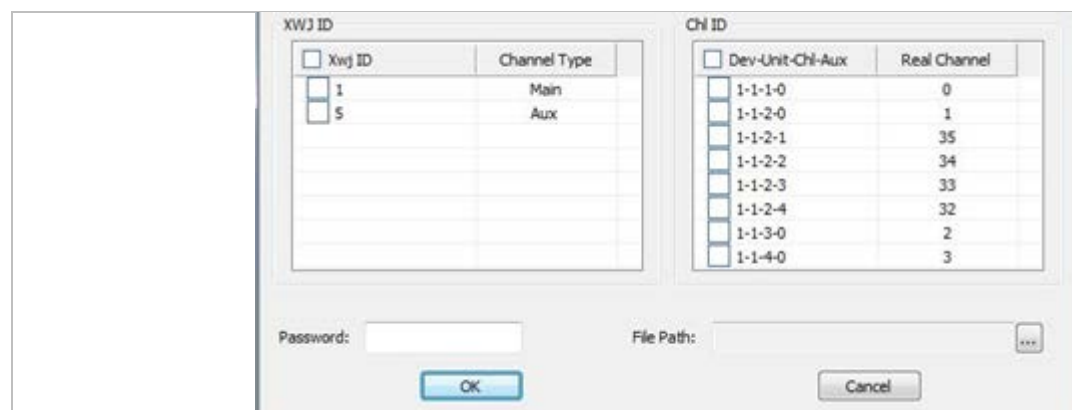 XWJ ID
Xwj ID Channel Type
1 Main
5 Aux
Chl ID
Dev-Unit-Chl-Aux Real Channel
1-1-1-0 0
1-1-2-0 1
1-1-2-1 35
1-1-2-2 34
1-1-2-3 33
1-1-2-4 32
1-1-3-0 2
1-1-4-0 3
Password: File Path: ...
OK Cancel